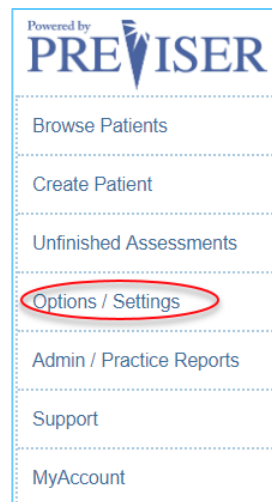 Powered by
PREVISER
Browse Patients
Create Patient
Unfinished Assessments
Options / Settings
Admin / Practice Reports
Support
MyAccount